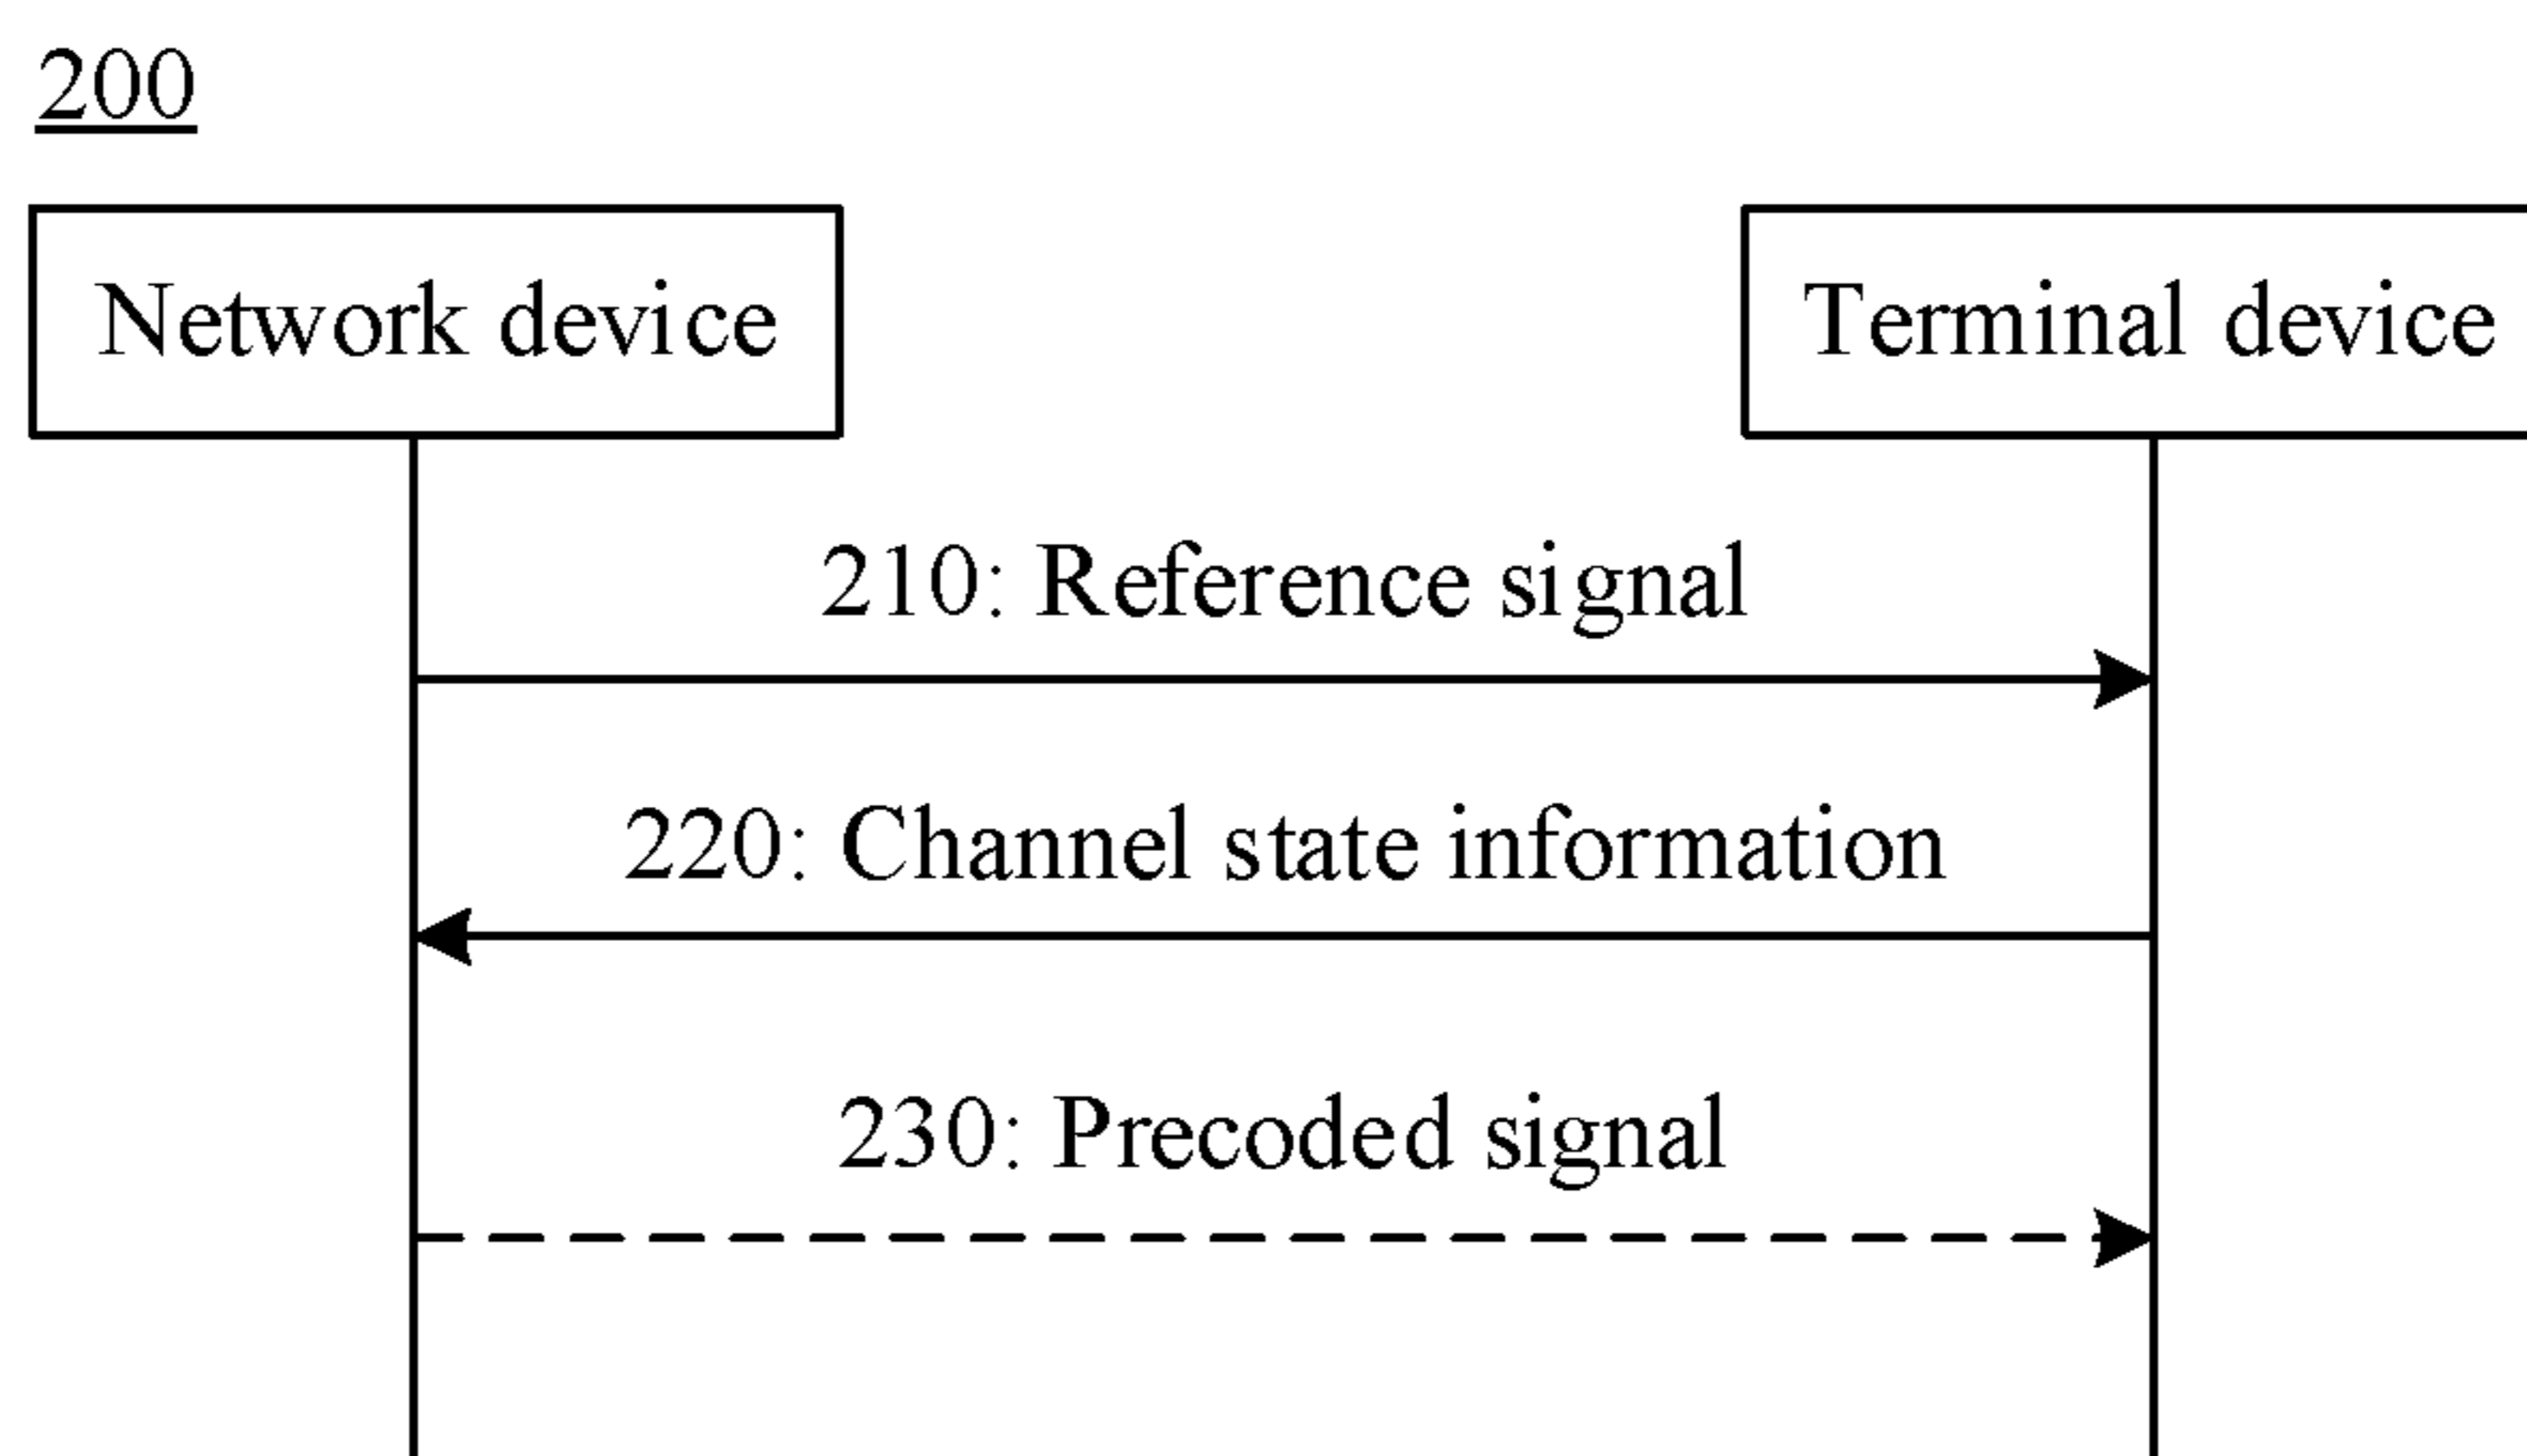 200
Network device
Terminal device
210: Reference signal
220: Channel state information
230: Precoded signal